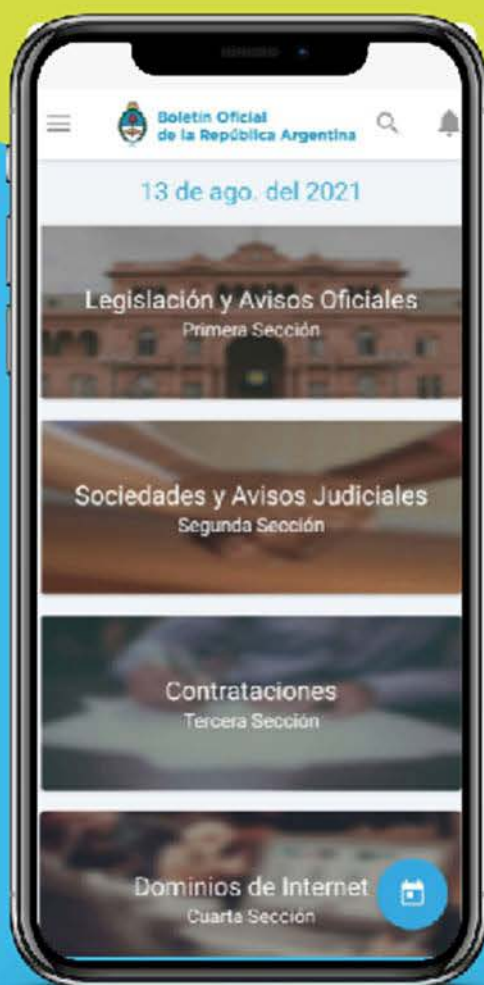 Boletín Oficial
de la República Argentina
13 de ago. del 2021
Legislación y Avisos Oficiales
Primera Sección
Sociedades y Avisos Judiciales
Segunda Sección
Contrataciones
Tercera Sección
Dominios de Internet
Cuarta Sección